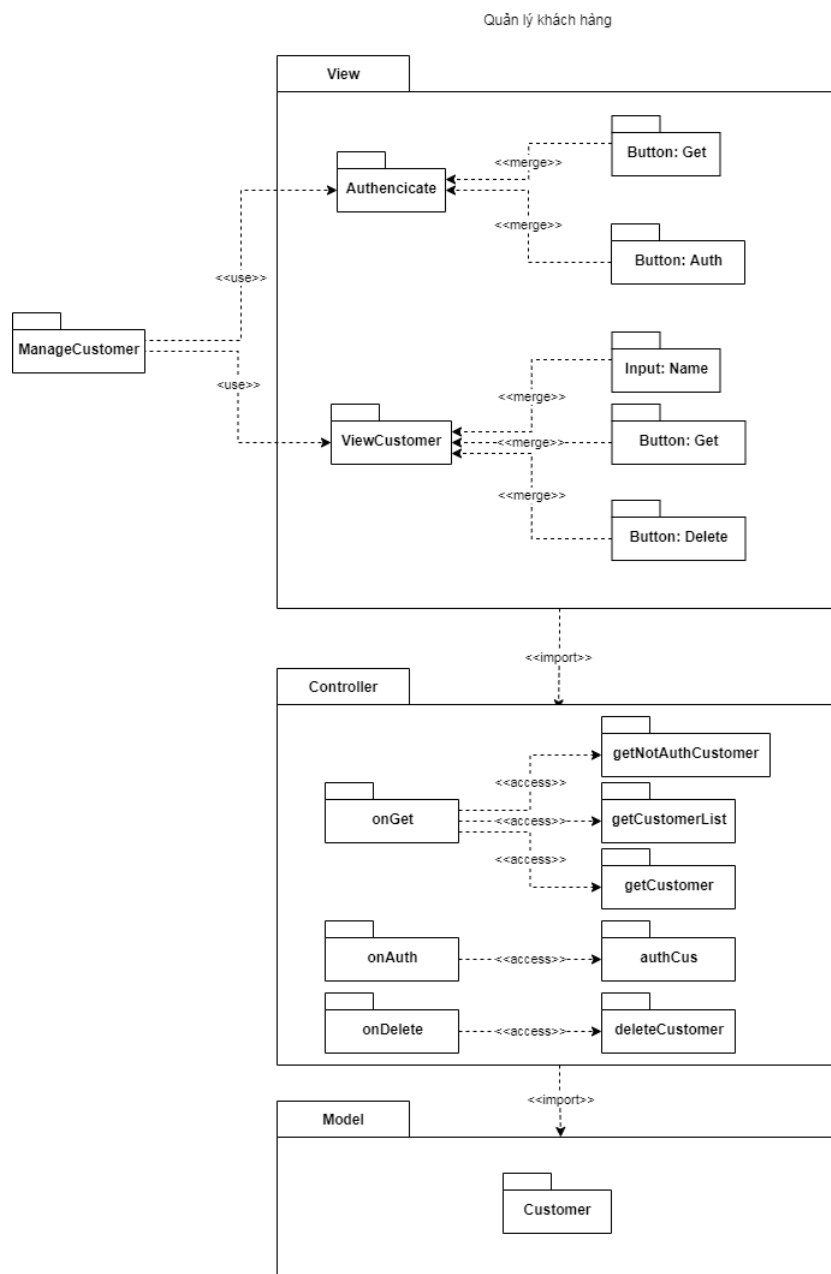 Quản lý khách hàng
View
Button: Get
<<merge>>
Authencicate
<<merge>>
Button: Auth
<<use>>
ManageCustomer
Input: Name
<use>>
<<merge>>
ViewCustomer
<<merge>>
Button: Get
<<merge>>
Button: Delete
<<import>>
Controller
getNotAuthCustomer
<<access>>
onGet
<<access>>
getCustomerList
<<access>>
getCustomer
onAuth
<<access>>
authCus
onDelete
<<access>>
deleteCustomer
<<import>>
Model
Customer